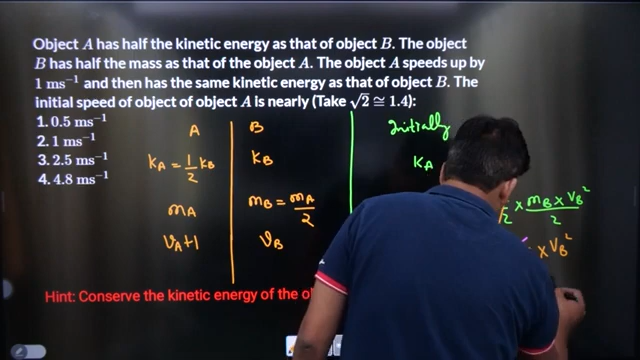 Object A has half the kinetic energy as that of object B. The object
B has half the mass as that of the object A. The object A speeds up by
1 ms⁻¹ and then has the same kinetic energy as that of object B. The
initial speed of object of object A is nearly (Take √2 ≅ 1.4):
1. 0.5 ms⁻¹
2. 1 ms⁻¹
3. 2.5 ms⁻¹
4. 4.8 ms⁻¹
A B
K_A = 1/2 K_B K_B
m_A m_B = m_A/2
V_A+1 V_B
Initially
K_A
× m_B × V_B²/2
× V_B²
Hint: Conserve the kinetic energy of the